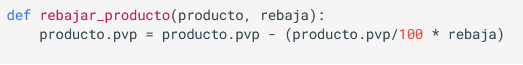 def rebajar_producto(producto, rebaja):
    producto.pvp = producto.pvp - (producto.pvp/100 * rebaja)